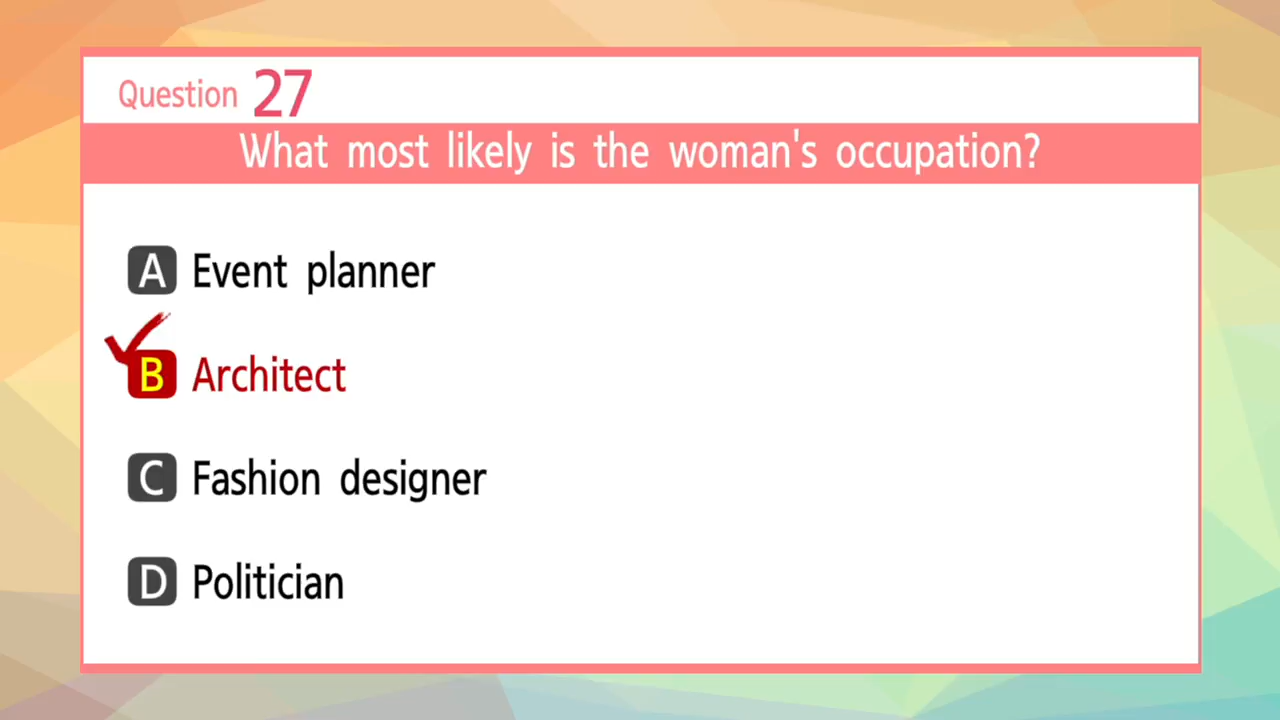 Question 27
What most likely is the woman's occupation?
A Event planner
B Architect
C Fashion designer
D Politician